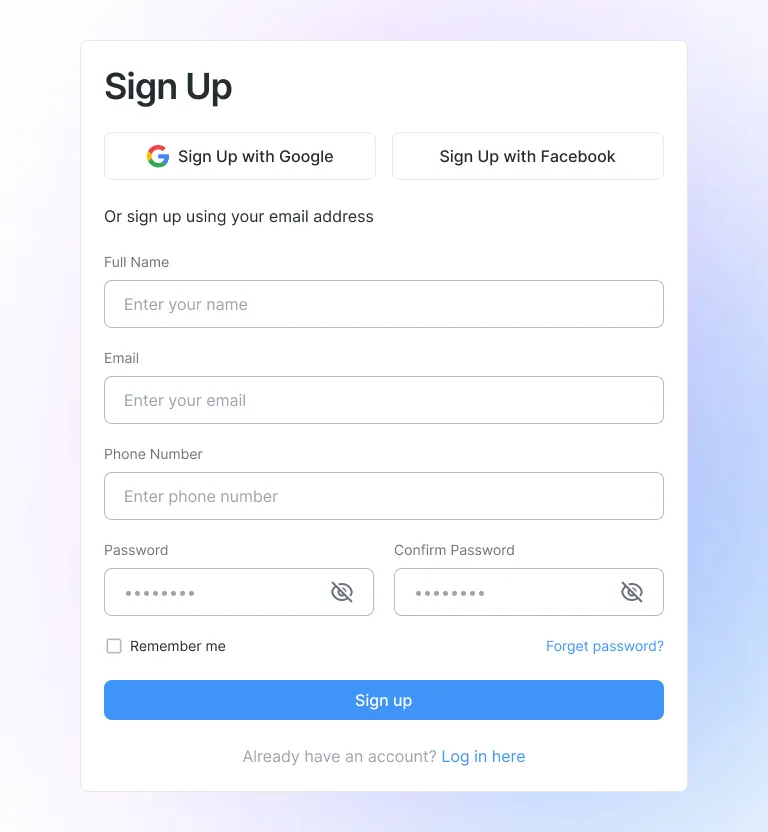 Sign Up
Sign Up with Google
Sign Up with Facebook
Or sign up using your email address
Full Name
Enter your name
Email
Enter your email
Phone Number
Enter phone number
Password
Confirm Password
••••••••
••••••••
Remember me
Forget password?
Sign up
Already have an account? Log in here